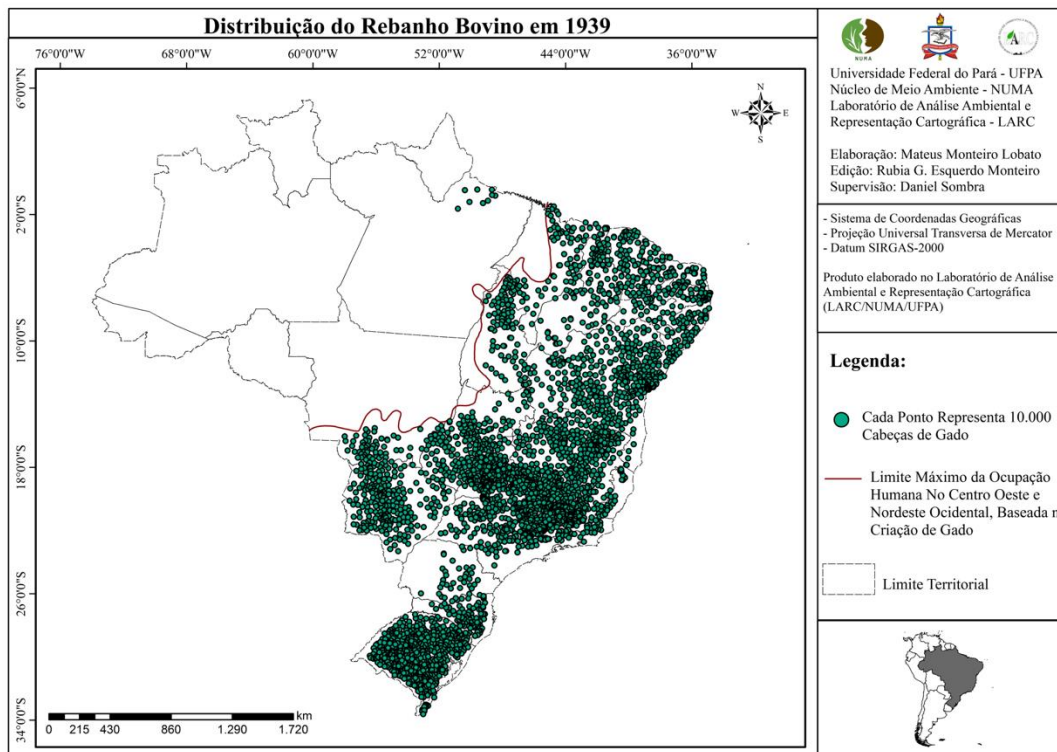 Distribuição do Rebanho Bovino em 1939
76°0'0"W 68°0'0"W 60°0'0"W 52°0'0"W 44°0'0"W 36°0'0"W
6°0'0"N
2°0'0"S
10°0'0"S
18°0'0"S
26°0'0"S
34°0'0"S
N
W E
S
km
0 215 430 860 1.290 1.720
NUMA
Universidade Federal do Pará - UFPA
Núcleo de Meio Ambiente - NUMA
Laboratório de Análise Ambiental e
Representação Cartográfica - LARC
Elaboração: Mateus Monteiro Lobato
Edição: Rubia G. Esquerdo Monteiro
Supervisão: Daniel Sombra
- Sistema de Coordenadas Geográficas
- Projeção Universal Transversa de Mercator
- Datum SIRGAS-2000
Produto elaborado no Laboratório de Análise
Ambiental e Representação Cartográfica
(LARC/NUMA/UFPA)
Legenda:
Cada Ponto Representa 10.000
Cabeças de Gado
Limite Máximo da Ocupação
Humana No Centro Oeste e
Nordeste Ocidental, Baseada n
Criação de Gado
Limite Territorial